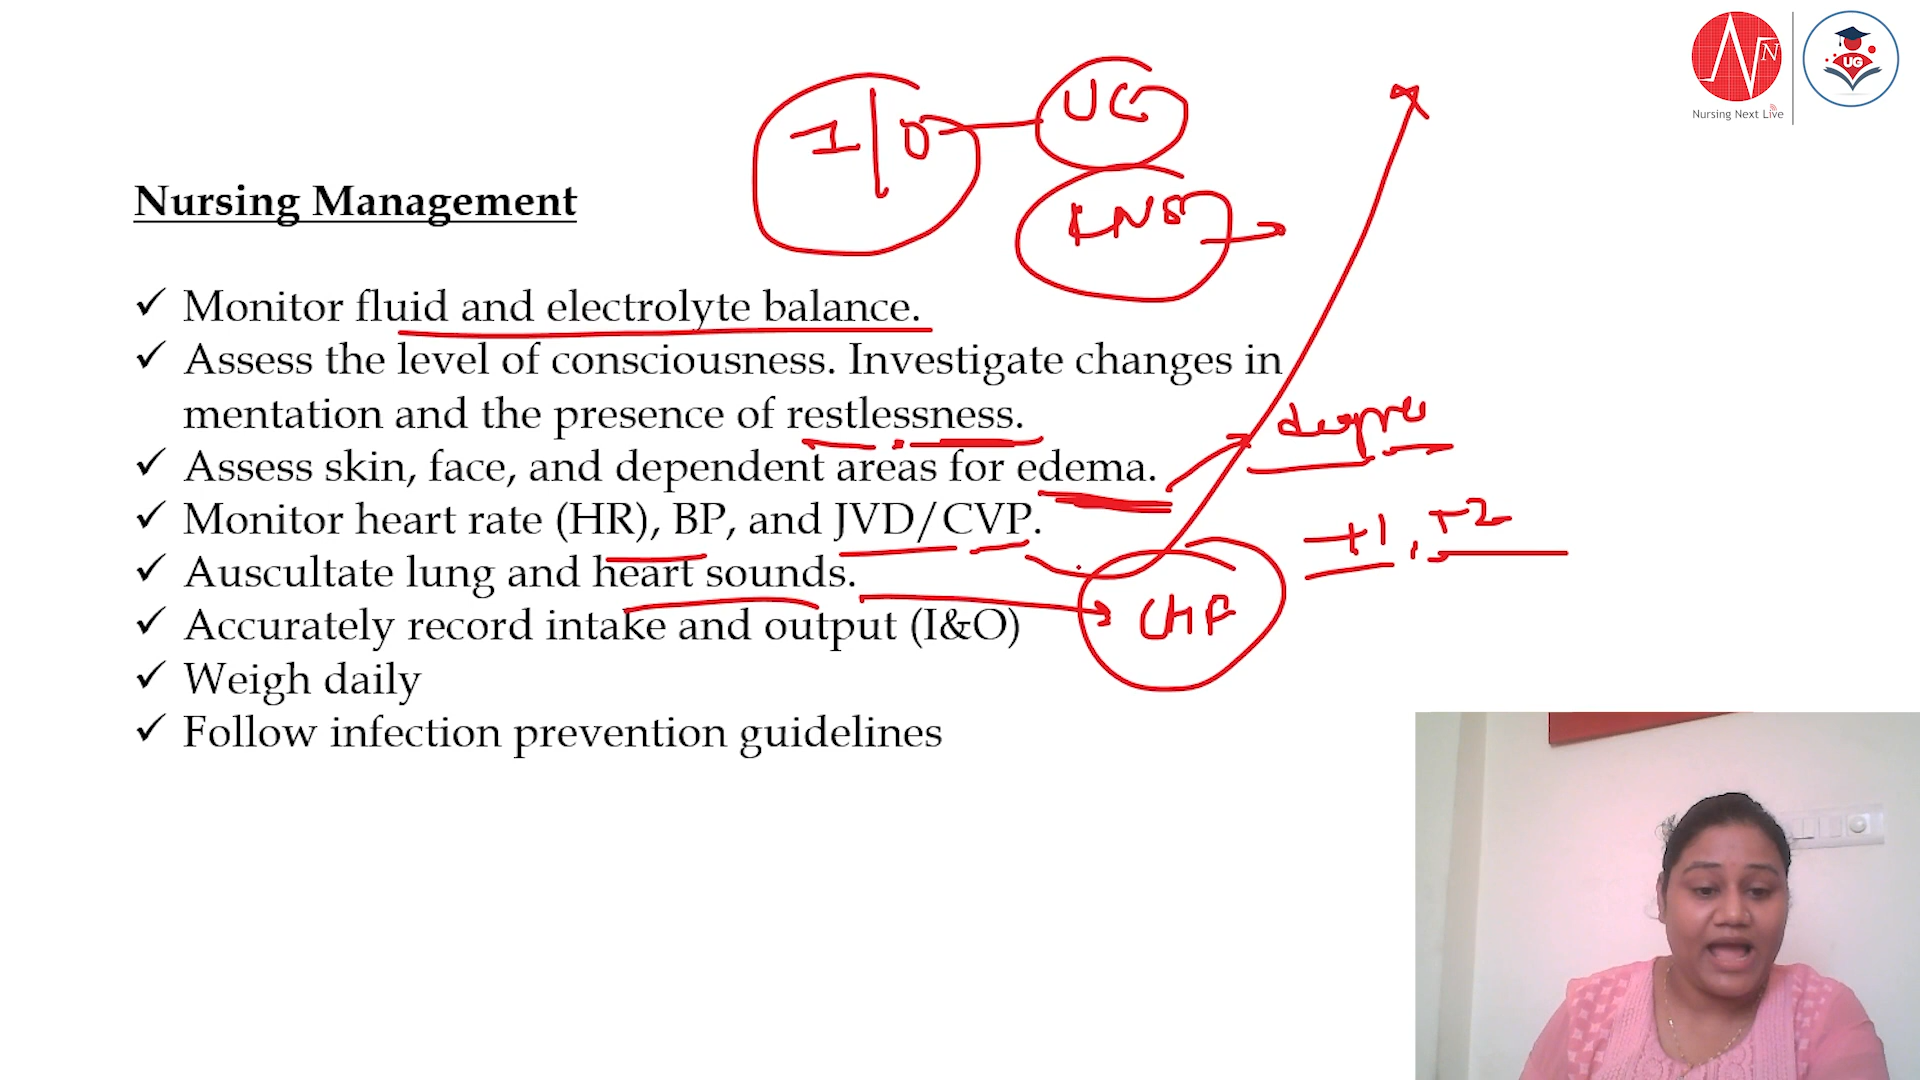 I/O
UG
N
UG
Nursing Next Live
Nursing Management
✓ Monitor fluid and electrolyte balance.
✓ Assess the level of consciousness. Investigate changes in
mentation and the presence of restlessness.
degree
✓ Assess skin, face, and dependent areas for edema.
✓ Monitor heart rate (HR), BP, and JVD/CVP.
+1, +2
✓ Auscultate lung and heart sounds.
✓ Accurately record intake and output (I&O)
CHF
✓ Weigh daily
✓ Follow infection prevention guidelines